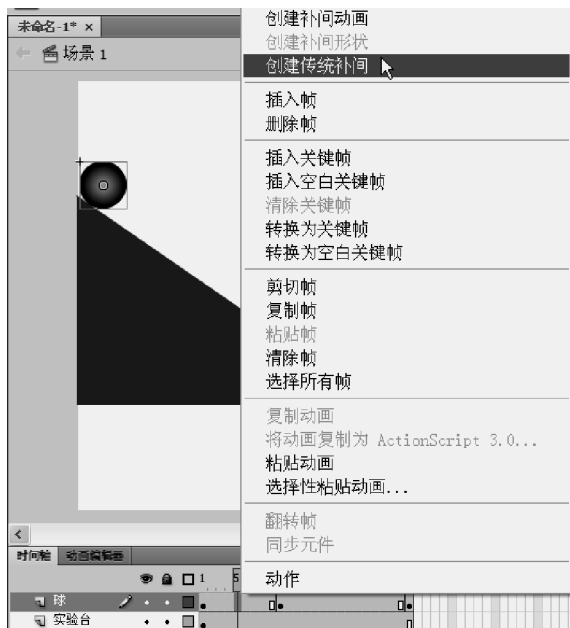 未命名-1* ×
场景 1
创建补间动画
创建补间形状
创建传统补间
插入帧
删除帧
插入关键帧
插入空白关键帧
清除关键帧
转换为关键帧
转换为空白关键帧
剪切帧
复制帧
粘贴帧
清除帧
选择所有帧
复制动画
将动画复制为 ActionScript 3.0...
粘贴动画
选择性粘贴动画...
翻转帧
同步元件
动作
时间轴 动画编辑器
1 5
球
实验台